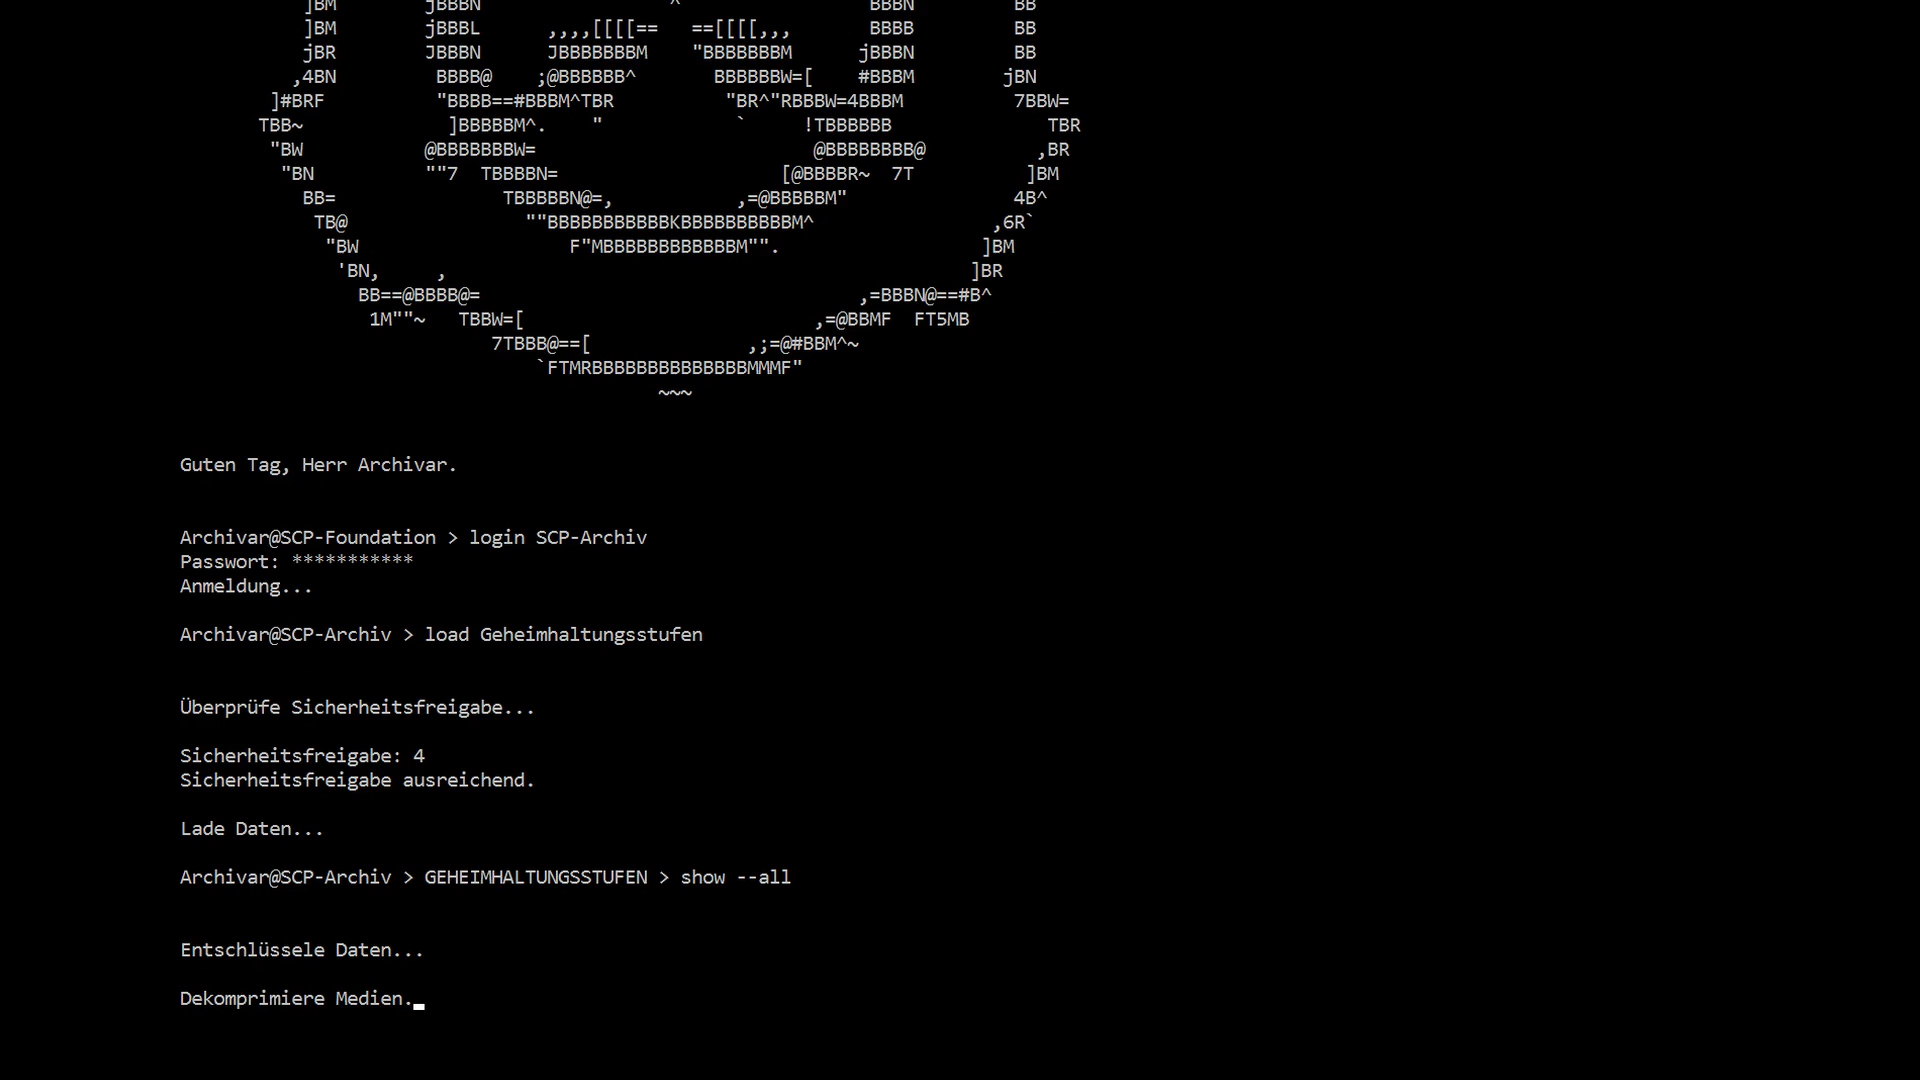 Guten Tag, Herr Archivar.
Archivar@SCP-Foundation > login SCP-Archiv
Passwort: ***********
Anmeldung...
Archivar@SCP-Archiv > load Geheimhaltungsstufen
Überprüfe Sicherheitsfreigabe...
Sicherheitsfreigabe: 4
Sicherheitsfreigabe ausreichend.
Lade Daten...
Archivar@SCP-Archiv > GEHEIMHALTUNGSSTUFEN > show --all
Entschlüssele Daten...
Dekomprimiere Medien.